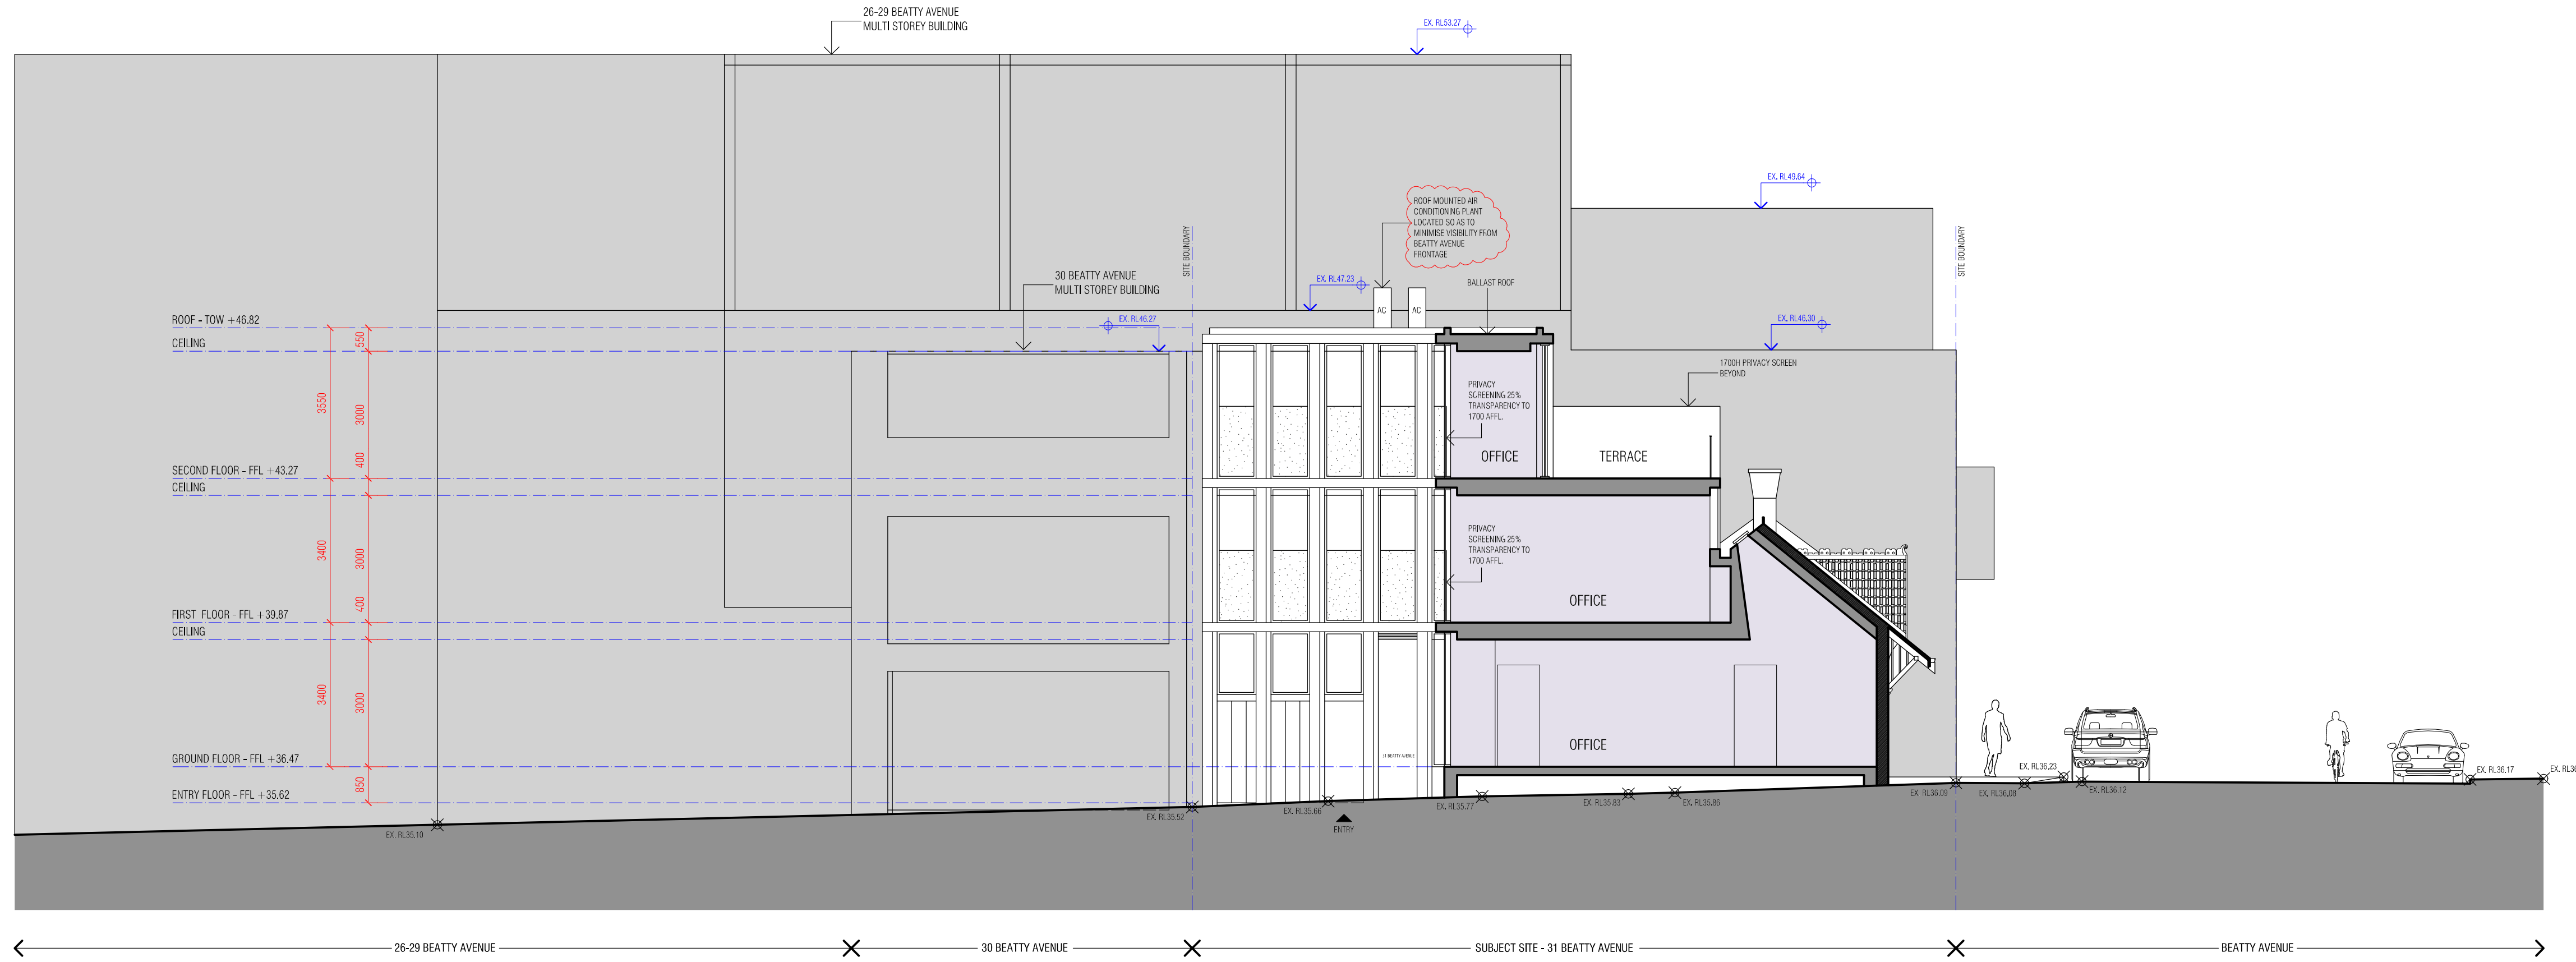 26-29 BEATTY AVENUE
MULTI STOREY BUILDING
EX. RL53.27
EX. RL49.64
ROOF MOUNTED AIR
CONDITIONING PLANT
LOCATED SO AS TO
MINIMISE VISIBILITY FROM
BEATTY AVENUE
FRONTAGE
SITE BOUNDARY
SITE BOUNDARY
30 BEATTY AVENUE
MULTI STOREY BUILDING
EX. RL47.23
BALLAST ROOF
AC
AC
EX. RL46.27
EX. RL46.30
ROOF - TOW +46.82
CEILING
550
3550
3000
400
1700H PRIVACY SCREEN
BEYOND
PRIVACY
SCREENING 25%
TRANSPARENCY TO
1700 AFFL.
OFFICE
TERRACE
SECOND FLOOR - FFL +43.27
CEILING
3400
3000
400
PRIVACY
SCREENING 25%
TRANSPARENCY TO
1700 AFFL.
OFFICE
FIRST FLOOR - FFL +39.87
CEILING
3400
3000
OFFICE
31 BEATTY AVENUE
GROUND FLOOR - FFL +36.47
850
ENTRY FLOOR - FFL +35.62
EX. RL35.10
EX. RL35.52
EX. RL35.66
ENTRY
EX. RL35.77
EX. RL35.83
EX. RL35.86
EX. RL36.09
EX. RL36.08
EX. RL36.23
EX. RL36.12
EX. RL36.17
EX. RL36
26-29 BEATTY AVENUE
30 BEATTY AVENUE
SUBJECT SITE - 31 BEATTY AVENUE
BEATTY AVENUE